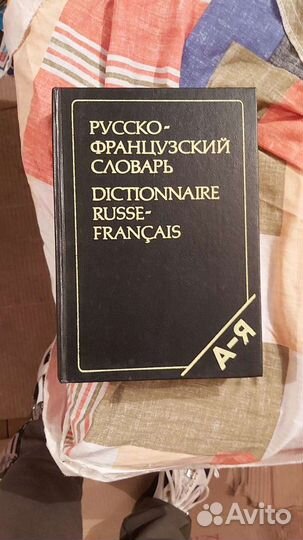 РУССКО-
ФРАНЦУЗСКИЙ
СЛОВАРЬ
DICTIONNAIRE
RUSSE-
FRANÇAIS
А-Я
Avito